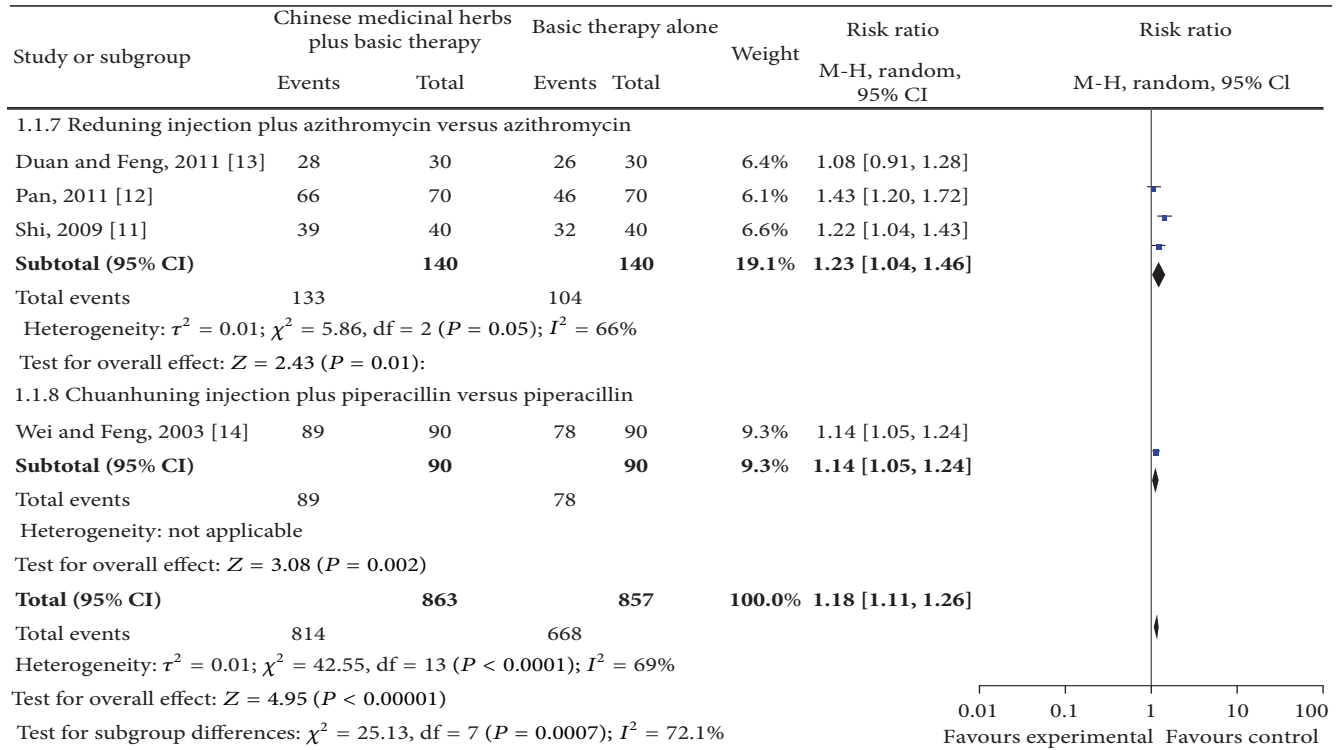 Study or subgroup Chinese medicinal herbs plus basic therapy Basic therapy alone Weight Risk ratio Risk ratio
Events Total Events Total M-H, random, 95% CI M-H, random, 95% Cl
1.1.7 Reduning injection plus azithromycin versus azithromycin
Duan and Feng, 2011 [13] 28 30 26 30 6.4% 1.08 [0.91, 1.28]
Pan, 2011 [12] 66 70 46 70 6.1% 1.43 [1.20, 1.72]
Shi, 2009 [11] 39 40 32 40 6.6% 1.22 [1.04, 1.43]
Subtotal (95% CI) 140 140 19.1% 1.23 [1.04, 1.46]
Total events 133 104
Heterogeneity: τ² = 0.01; χ² = 5.86, df = 2 (P = 0.05); I² = 66%
Test for overall effect: Z = 2.43 (P = 0.01):
1.1.8 Chuanhuning injection plus piperacillin versus piperacillin
Wei and Feng, 2003 [14] 89 90 78 90 9.3% 1.14 [1.05, 1.24]
Subtotal (95% CI) 90 90 9.3% 1.14 [1.05, 1.24]
Total events 89 78
Heterogeneity: not applicable
Test for overall effect: Z = 3.08 (P = 0.002)
Total (95% CI) 863 857 100.0% 1.18 [1.11, 1.26]
Total events 814 668
Heterogeneity: τ² = 0.01; χ² = 42.55, df = 13 (P < 0.0001); I² = 69%
Test for overall effect: Z = 4.95 (P < 0.00001)
Test for subgroup differences: χ² = 25.13, df = 7 (P = 0.0007); I² = 72.1%
0.01 0.1 1 10 100
Favours experimental Favours control